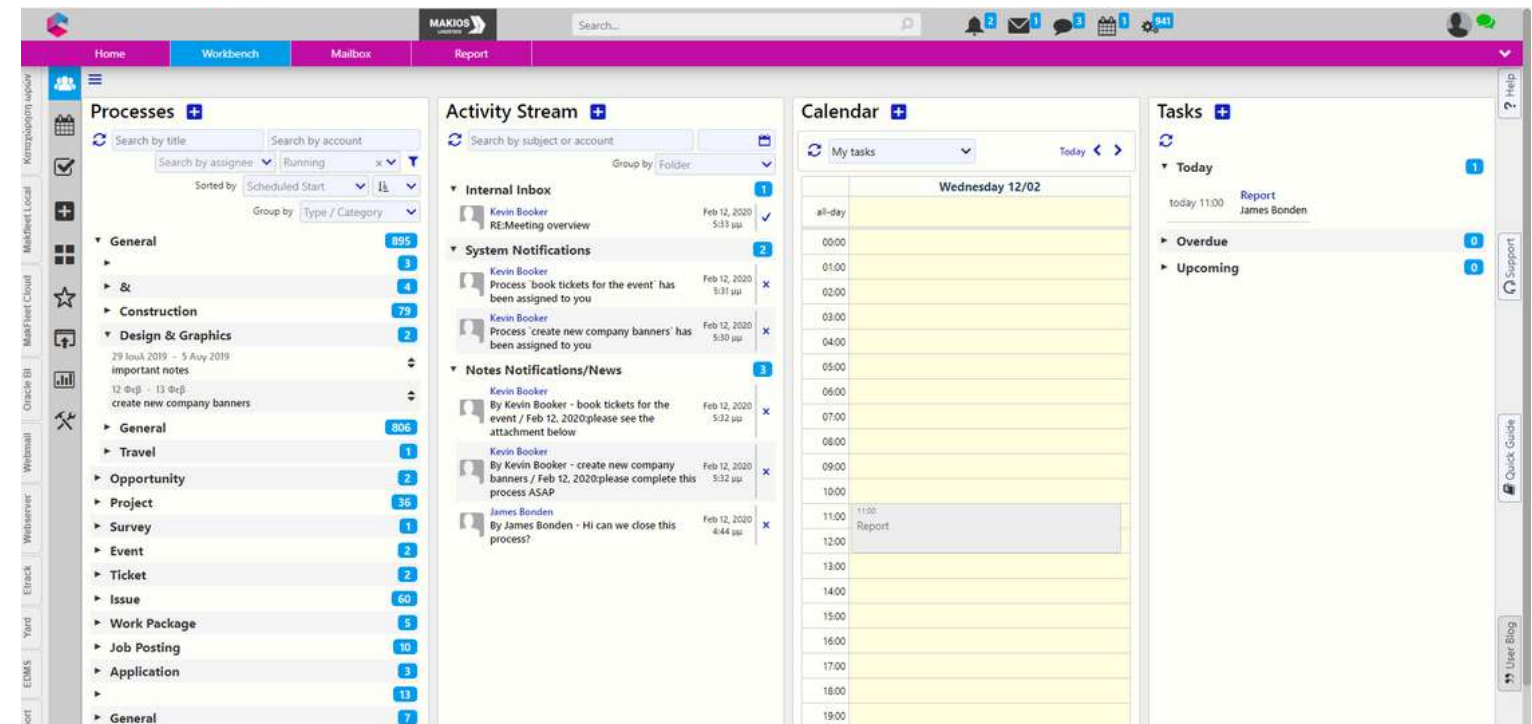 MAKIOS
LOGISTICS
Search...
2
1
3
1
941
Home
Workbench
Mailbox
Report
Καταχώρηση ωρών
Makfleet Local
MakFleet Cloud
Oracle BI
Webmail
Webserver
Etrack
Yard
EDMS
Processes
Search by title
Search by account
Search by assignee
Running
Sorted by Scheduled Start
Group by Type / Category
General 895
3
& 4
Construction 79
Design & Graphics 2
29 Ιουλ 2019 - 5 Αυγ 2019
important notes
12 Φεβ - 13 Φεβ
create new company banners
General 806
Travel 1
Opportunity 2
Project 36
Survey 1
Event 2
Ticket 2
Issue 60
Work Package 5
Job Posting 10
Application 3
13
General 7
Activity Stream
Search by subject or account
Group by Folder
Internal Inbox 1
Kevin Booker
RE:Meeting overview
Feb 12, 2020
5:33 μμ
System Notifications 2
Kevin Booker
Process `book tickets for the event` has
been assigned to you
Feb 12, 2020
5:31 μμ
Kevin Booker
Process `create new company banners` has
been assigned to you
Feb 12, 2020
5:30 μμ
Notes Notifications/News 3
Kevin Booker
By Kevin Booker - book tickets for the
event / Feb 12, 2020:please see the
attachment below
Feb 12, 2020
5:32 μμ
Kevin Booker
By Kevin Booker - create new company
banners / Feb 12, 2020:please complete this
process ASAP
Feb 12, 2020
5:32 μμ
James Bonden
By James Bonden - Hi can we close this
process?
Feb 12, 2020
4:44 μμ
Calendar
My tasks
Today
Wednesday 12/02
all-day
00:00
01:00
02:00
03:00
04:00
05:00
06:00
07:00
08:00
09:00
10:00
11:00
11:00
Report
12:00
13:00
14:00
15:00
16:00
17:00
18:00
19:00
Tasks
Today 1
today 11:00
Report
James Bonden
Overdue 0
Upcoming 0
? Help
Support
Quick Guide
User Blog